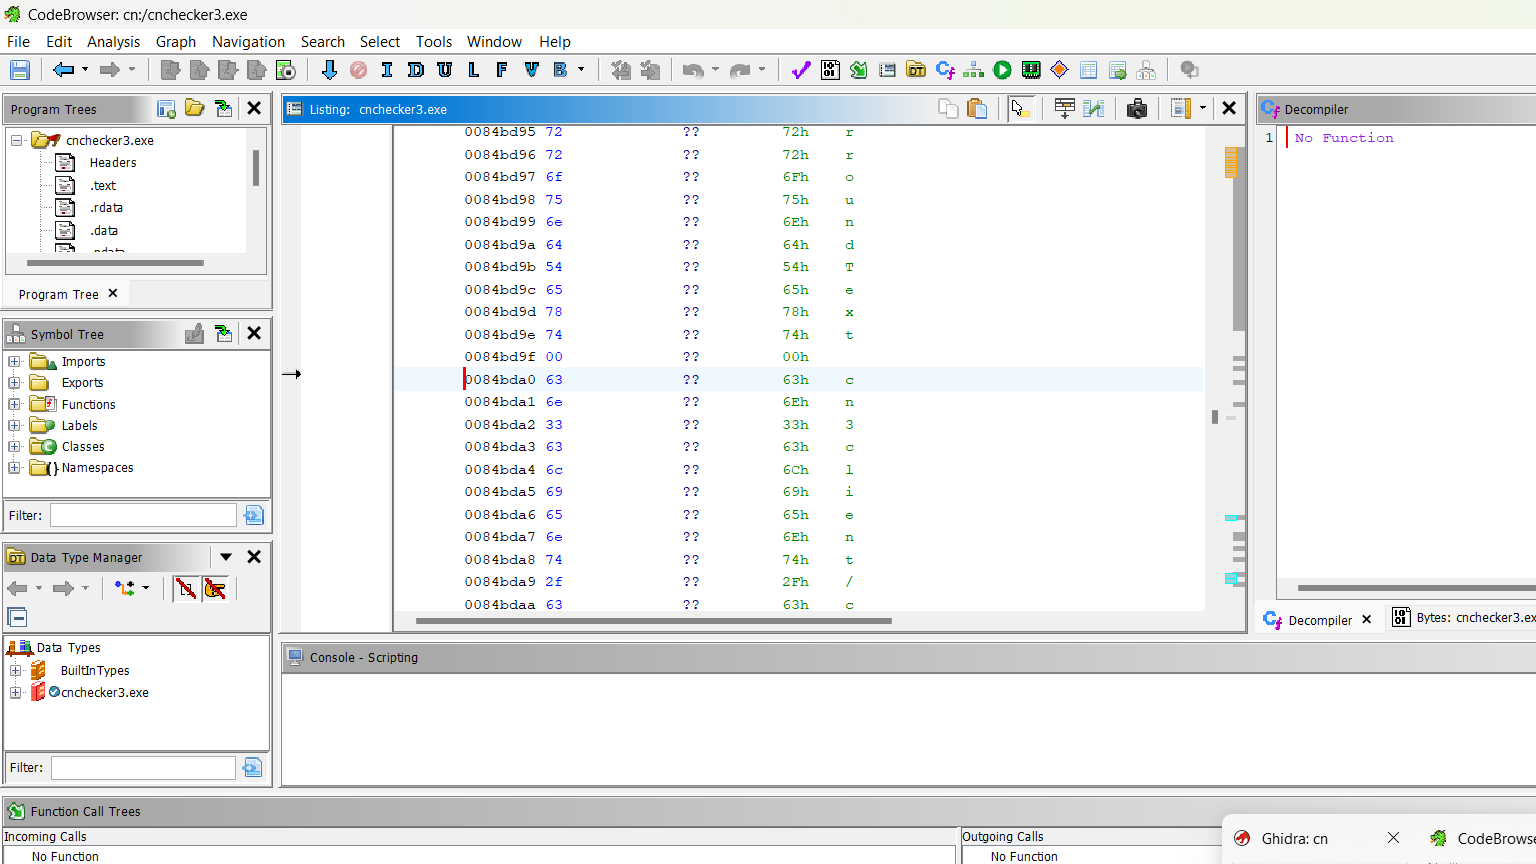 CodeBrowser: cn:/cnchecker3.exe
File Edit Analysis Graph Navigation Search Select Tools Window Help
I D U L F V B
Program Trees
cnchecker3.exe
Headers
.text
.rdata
.data
Program Tree
Symbol Tree
Imports
Exports
Functions
Labels
Classes
Namespaces
Filter:
Data Type Manager
Data Types
BuiltInTypes
cnchecker3.exe
Filter:
Listing: cnchecker3.exe
0084bd95 72 ?? 72h r
0084bd96 72 ?? 72h r
0084bd97 6f ?? 6Fh o
0084bd98 75 ?? 75h u
0084bd99 6e ?? 6Eh n
0084bd9a 64 ?? 64h d
0084bd9b 54 ?? 54h T
0084bd9c 65 ?? 65h e
0084bd9d 78 ?? 78h x
0084bd9e 74 ?? 74h t
0084bd9f 00 ?? 00h
0084bda0 63 ?? 63h c
0084bda1 6e ?? 6Eh n
0084bda2 33 ?? 33h 3
0084bda3 63 ?? 63h c
0084bda4 6c ?? 6Ch l
0084bda5 69 ?? 69h i
0084bda6 65 ?? 65h e
0084bda7 6e ?? 6Eh n
0084bda8 74 ?? 74h t
0084bda9 2f ?? 2Fh /
0084bdaa 63 ?? 63h c
Decompiler
1 No Function
Decompiler
Bytes: cnchecker3.ex
Console - Scripting
Function Call Trees
Incoming Calls
No Function
Outgoing Calls
No Function
Ghidra: cn
CodeBrowse